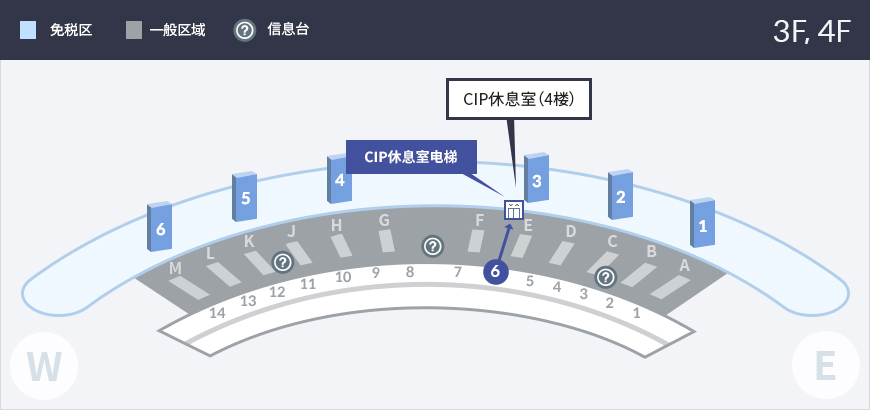 免税区
一般区域
? 信息台
3F, 4F
CIP休息室（4楼）
CIP休息室电梯
6
5
4
3
2
1
M
L
K
J
H
G
F
E
D
C
B
A
?
?
?
14
13
12
11
10
9
8
7
6
5
4
3
2
1
W
E